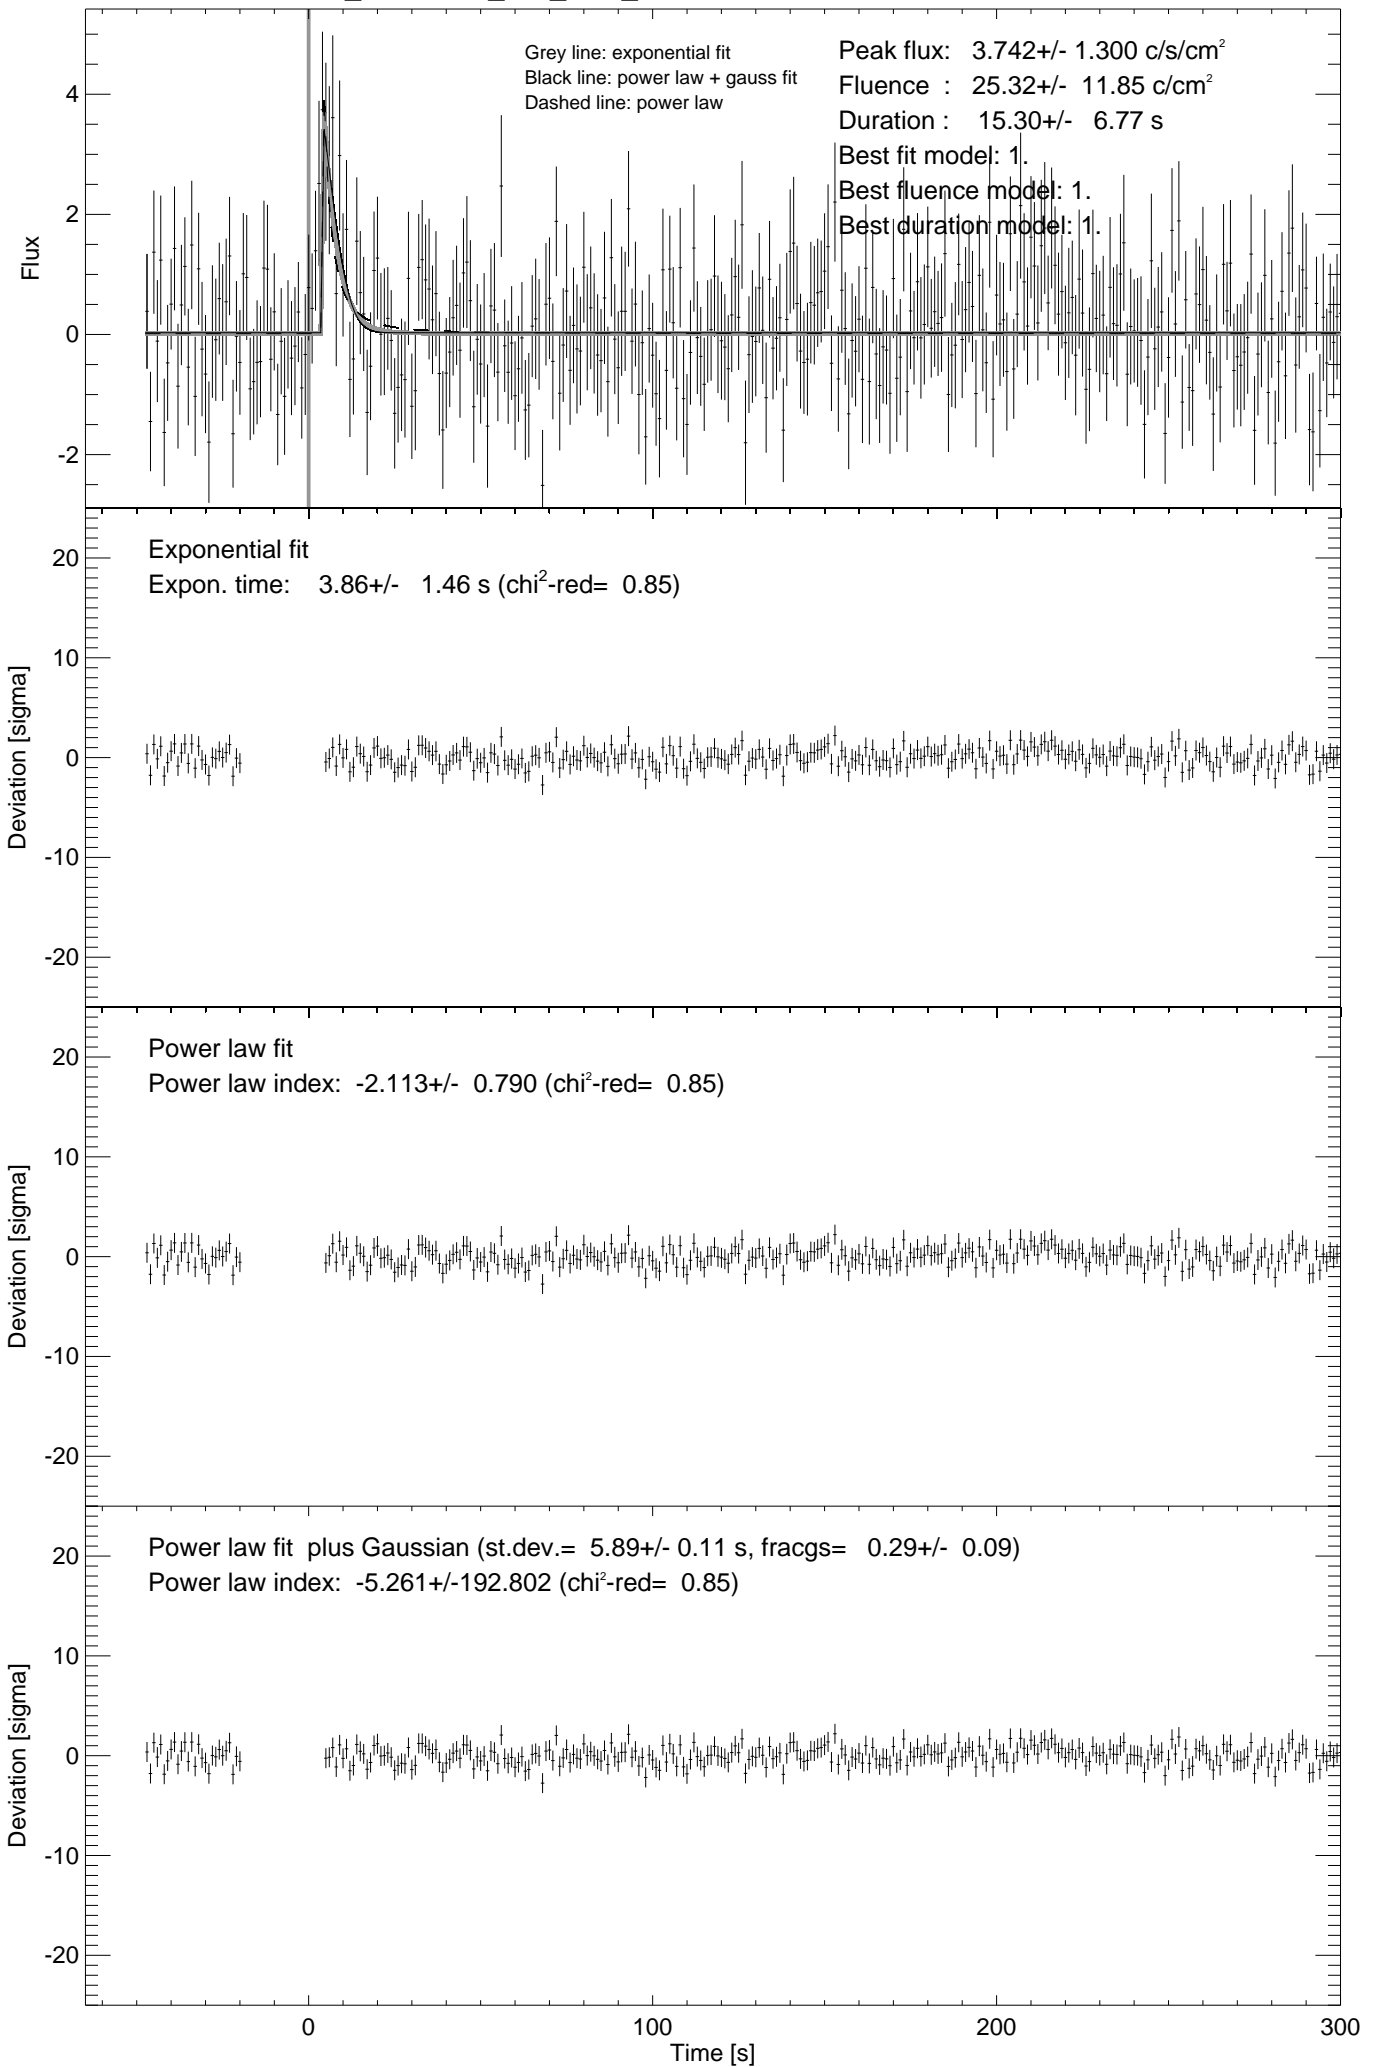 Grey line: exponential fit
Black line: power law + gauss fit
Dashed line: power law
Peak flux: 3.742+/- 1.300 c/s/cm²
Fluence : 25.32+/- 11.85 c/cm²
Duration : 15.30+/- 6.77 s
Best fit model: 1.
Best fluence model: 1.
Best duration model: 1.
4
2
0
-2
Flux
Exponential fit
Expon. time: 3.86+/- 1.46 s (chi²-red= 0.85)
20
10
0
-10
-20
Deviation [sigma]
Power law fit
Power law index: -2.113+/- 0.790 (chi²-red= 0.85)
20
10
0
-10
-20
Deviation [sigma]
Power law fit plus Gaussian (st.dev.= 5.89+/- 0.11 s, fracgs= 0.29+/- 0.09)
Power law index: -5.261+/-192.802 (chi²-red= 0.85)
20
10
0
-10
-20
Deviation [sigma]
0 100 200 300
Time [s]